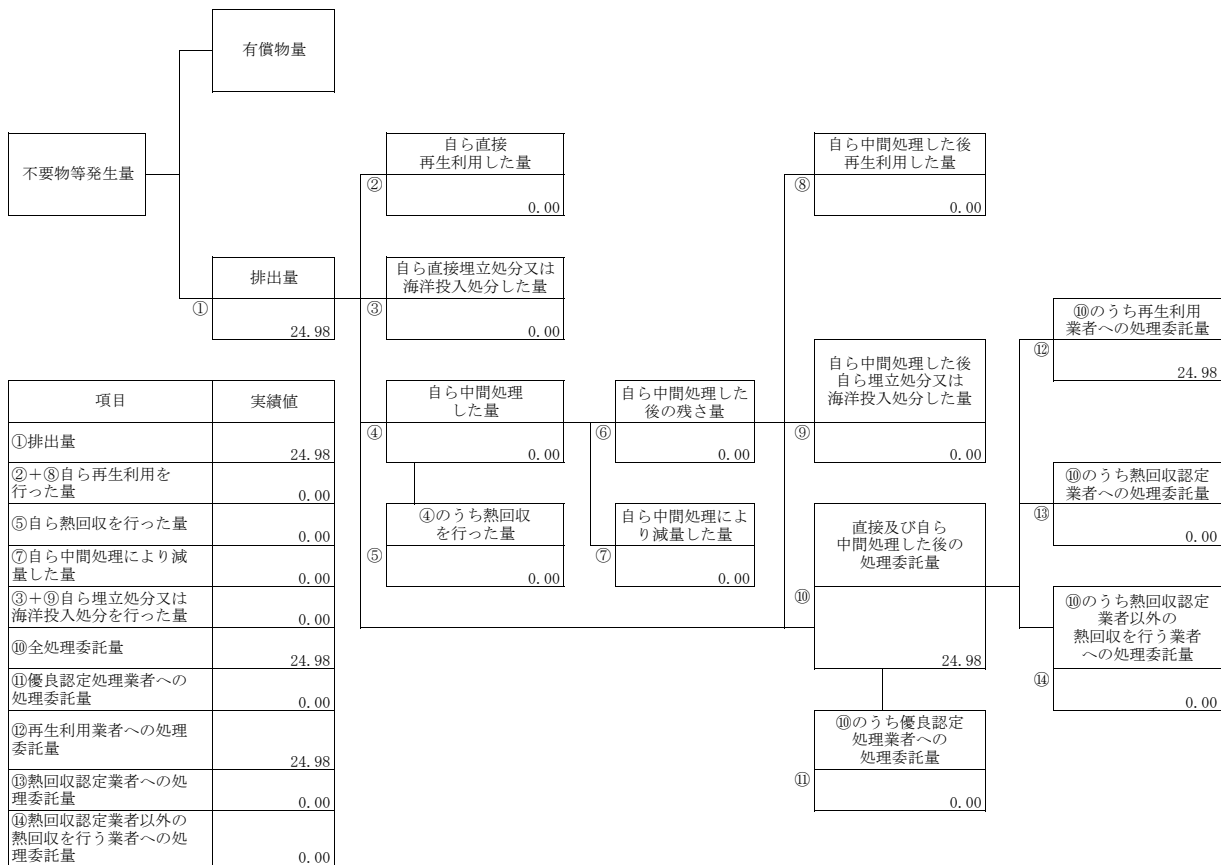 有償物量
不要物等発生量
排出量
①
24.98
自ら直接
再生利用した量
②
0.00
自ら直接埋立処分又は
海洋投入処分した量
③
0.00
自ら中間処理
した量
④
0.00
④のうち熱回収
を行った量
⑤
0.00
自ら中間処理した
後の残さ量
⑥
0.00
自ら中間処理によ
り減量した量
⑦
0.00
自ら中間処理した後
再生利用した量
⑧
0.00
自ら中間処理した後
自ら埋立処分又は
海洋投入処分した量
⑨
0.00
直接及び自ら
中間処理した後の
処理委託量
⑩
24.98
⑩のうち優良認定
処理業者への
処理委託量
⑪
0.00
⑩のうち再生利用
業者への処理委託量
⑫
24.98
⑩のうち熱回収認定
業者への処理委託量
⑬
0.00
⑩のうち熱回収認定
業者以外の
熱回収を行う業者
への処理委託量
⑭
0.00
項目 実績値
①排出量
24.98
②+⑧自ら再生利用を
行った量
0.00
⑤自ら熱回収を行った量
0.00
⑦自ら中間処理により減
量した量
0.00
③+⑨自ら埋立処分又は
海洋投入処分を行った量
0.00
⑩全処理委託量
24.98
⑪優良認定処理業者への
処理委託量
0.00
⑫再生利用業者への処理
委託量
24.98
⑬熱回収認定業者への処
理委託量
0.00
⑭熱回収認定業者以外の
熱回収を行う業者への処
理委託量
0.00